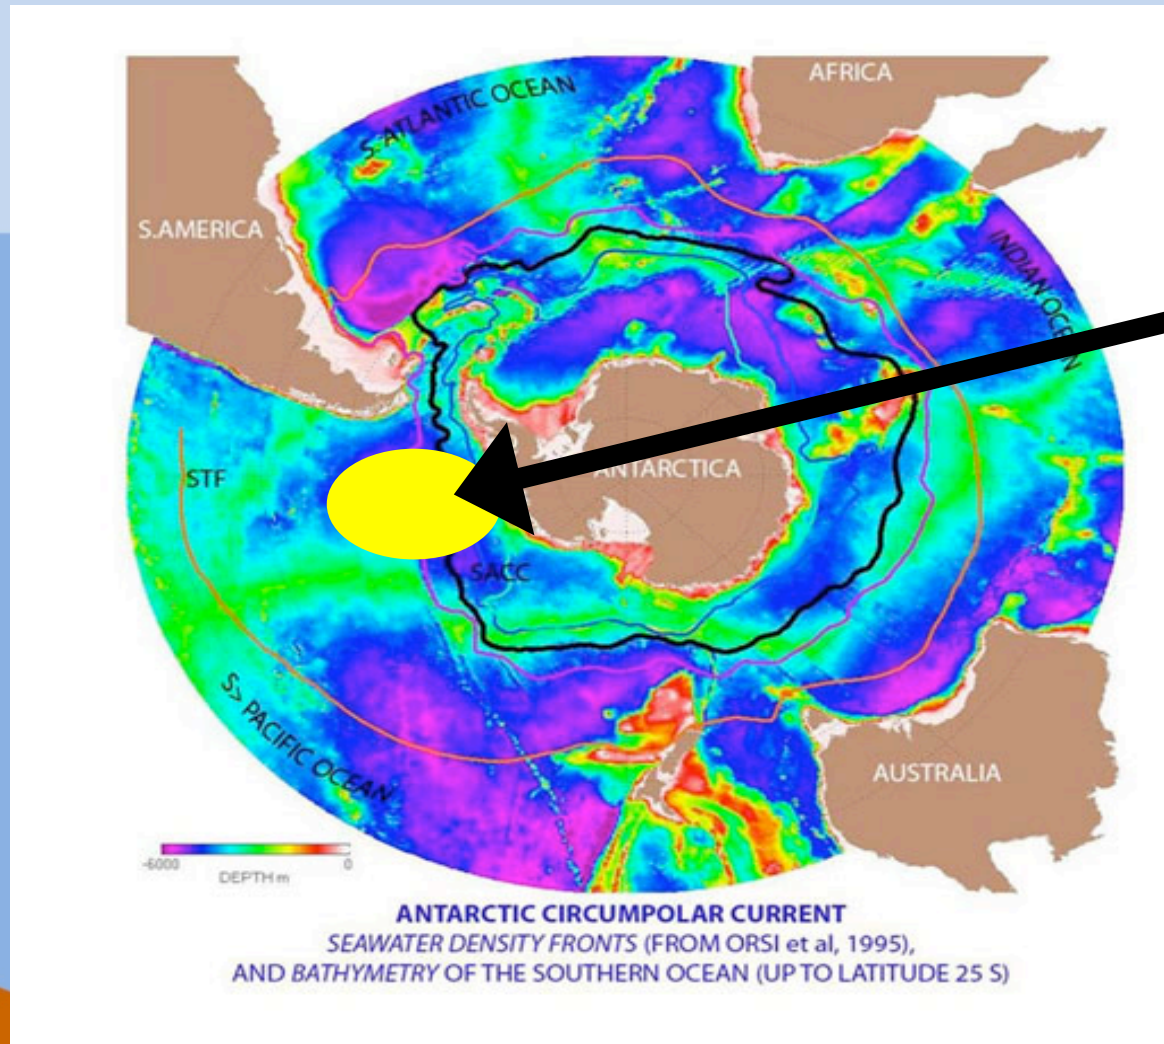 AFRICA
S. ATLANTIC OCEAN
S.AMERICA
INDIAN OCEAN
ANTARCTICA
STF
SACC
S> PACIFIC OCEAN
AUSTRALIA
-6000 0
DEPTH m
ANTARCTIC CIRCUMPOLAR CURRENT
SEAWATER DENSITY FRONTS (FROM ORSI et al, 1995),
AND BATHYMETRY OF THE SOUTHERN OCEAN (UP TO LATITUDE 25 S)